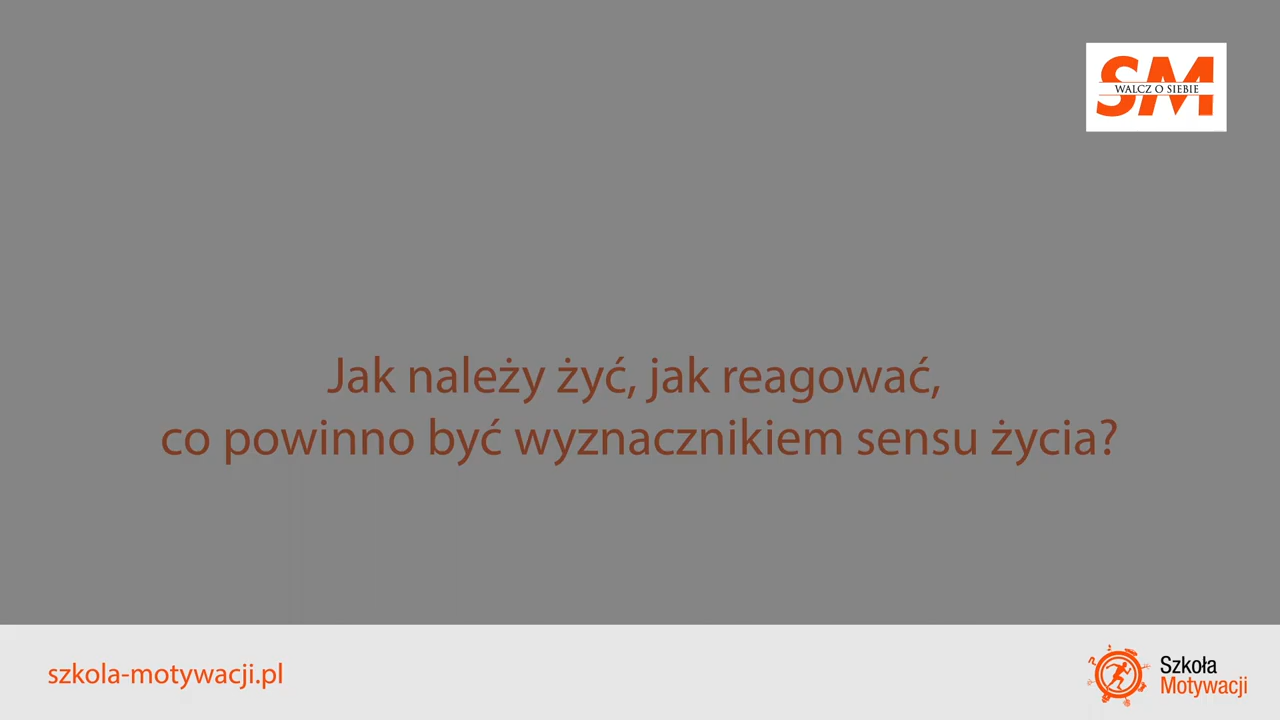 SM
WALCZ O SIEBIE
Jak należy żyć, jak reagować,
co powinno być wyznacznikiem sensu życia?
szkola-motywacji.pl
Szkoła
Motywacji